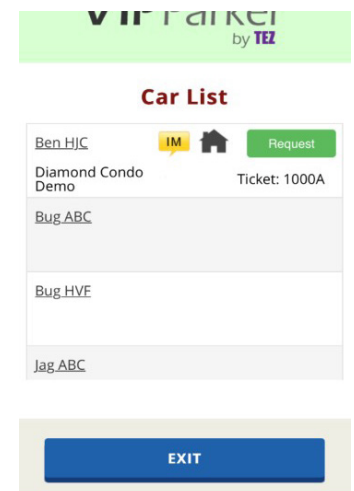 VIPParker
by TEZ
Car List
Ben HJC IM Request
Diamond Condo
Demo
Ticket: 1000A
Bug ABC
Bug HVF
Jag ABC
EXIT